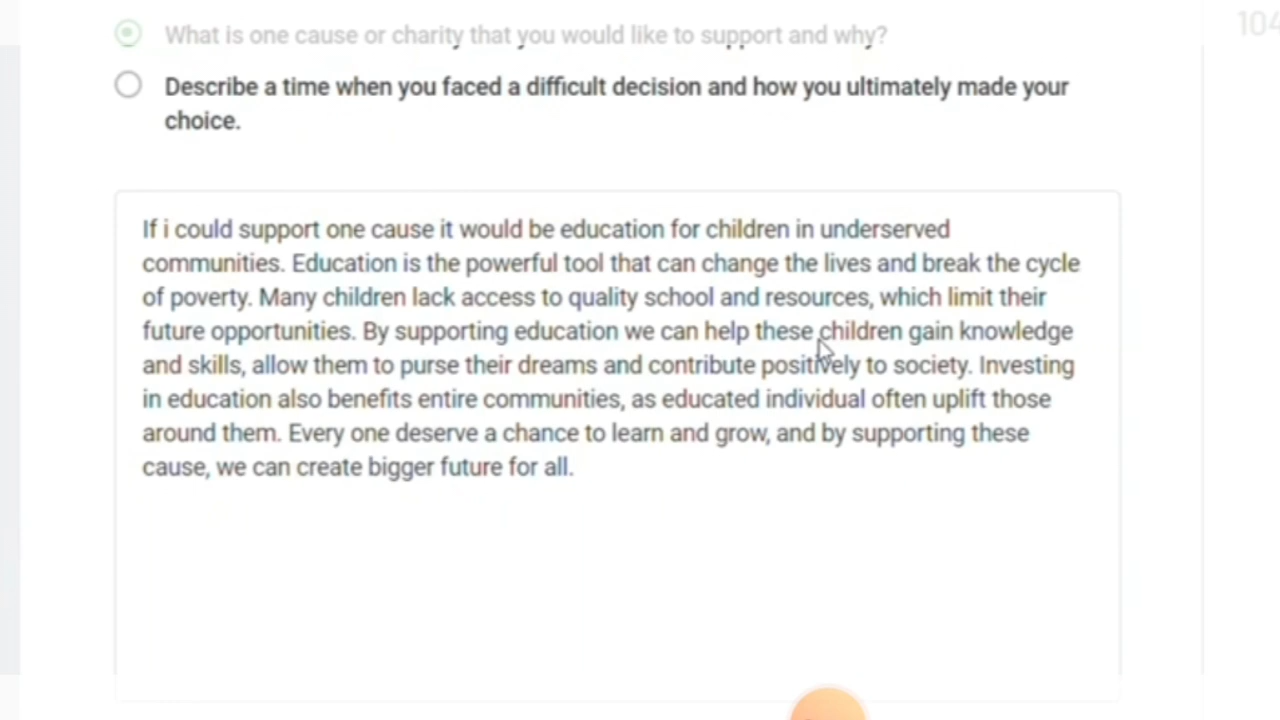 What is one cause or charity that you would like to support and why?
104
Describe a time when you faced a difficult decision and how you ultimately made your
choice.
If i could support one cause it would be education for children in underserved
communities. Education is the powerful tool that can change the lives and break the cycle
of poverty. Many children lack access to quality school and resources, which limit their
future opportunities. By supporting education we can help these children gain knowledge
and skills, allow them to purse their dreams and contribute positively to society. Investing
in education also benefits entire communities, as educated individual often uplift those
around them. Every one deserve a chance to learn and grow, and by supporting these
cause, we can create bigger future for all.